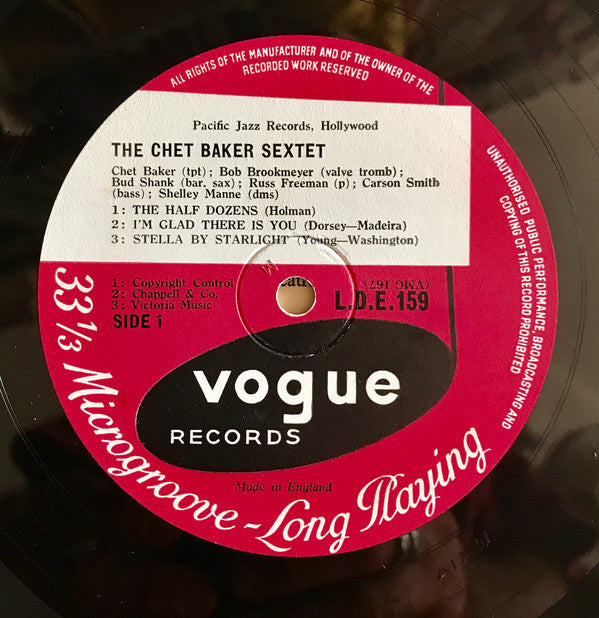 ALL RIGHTS OF THE MANUFACTURER AND OF THE OWNER OF THE
RECORDED WORK RESERVED
Pacific Jazz Records, Hollywood
THE CHET BAKER SEXTET
Chet Baker (tpt) ; Bob Brookmeyer (valve tromb) ;
Bud Shank (bar. sax) ; Russ Freeman (p) ; Carson Smith
(bass) ; Shelley Manne (dms)
1 : THE HALF DOZENS (Holman)
2 : I'M GLAD THERE IS YOU (Dorsey—Madeira)
3 : STELLA BY STARLIGHT (Young—Washington)
1 : Copyright Control
2 : Chappell & Co.
3 : Victoria Music
(VMG.167)
SIDE 1
L.D.E.159
UNAUTHORISED PUBLIC PERFORMANCE, BROADCASTING AND
COPYING OF THIS RECORD PROHIBITED
vogue
RECORDS
Made in England
33 1/3 Microgroove - Long Playing